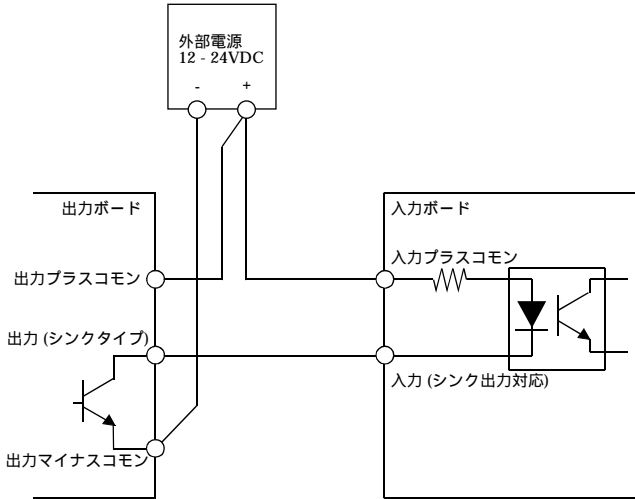 外部電源
12 - 24VDC
- +
出力ボード
入力ボード
入力プラスコモン
出力プラスコモン
出力 (シンクタイプ)
入力 (シンク出力対応)
出力マイナスコモン